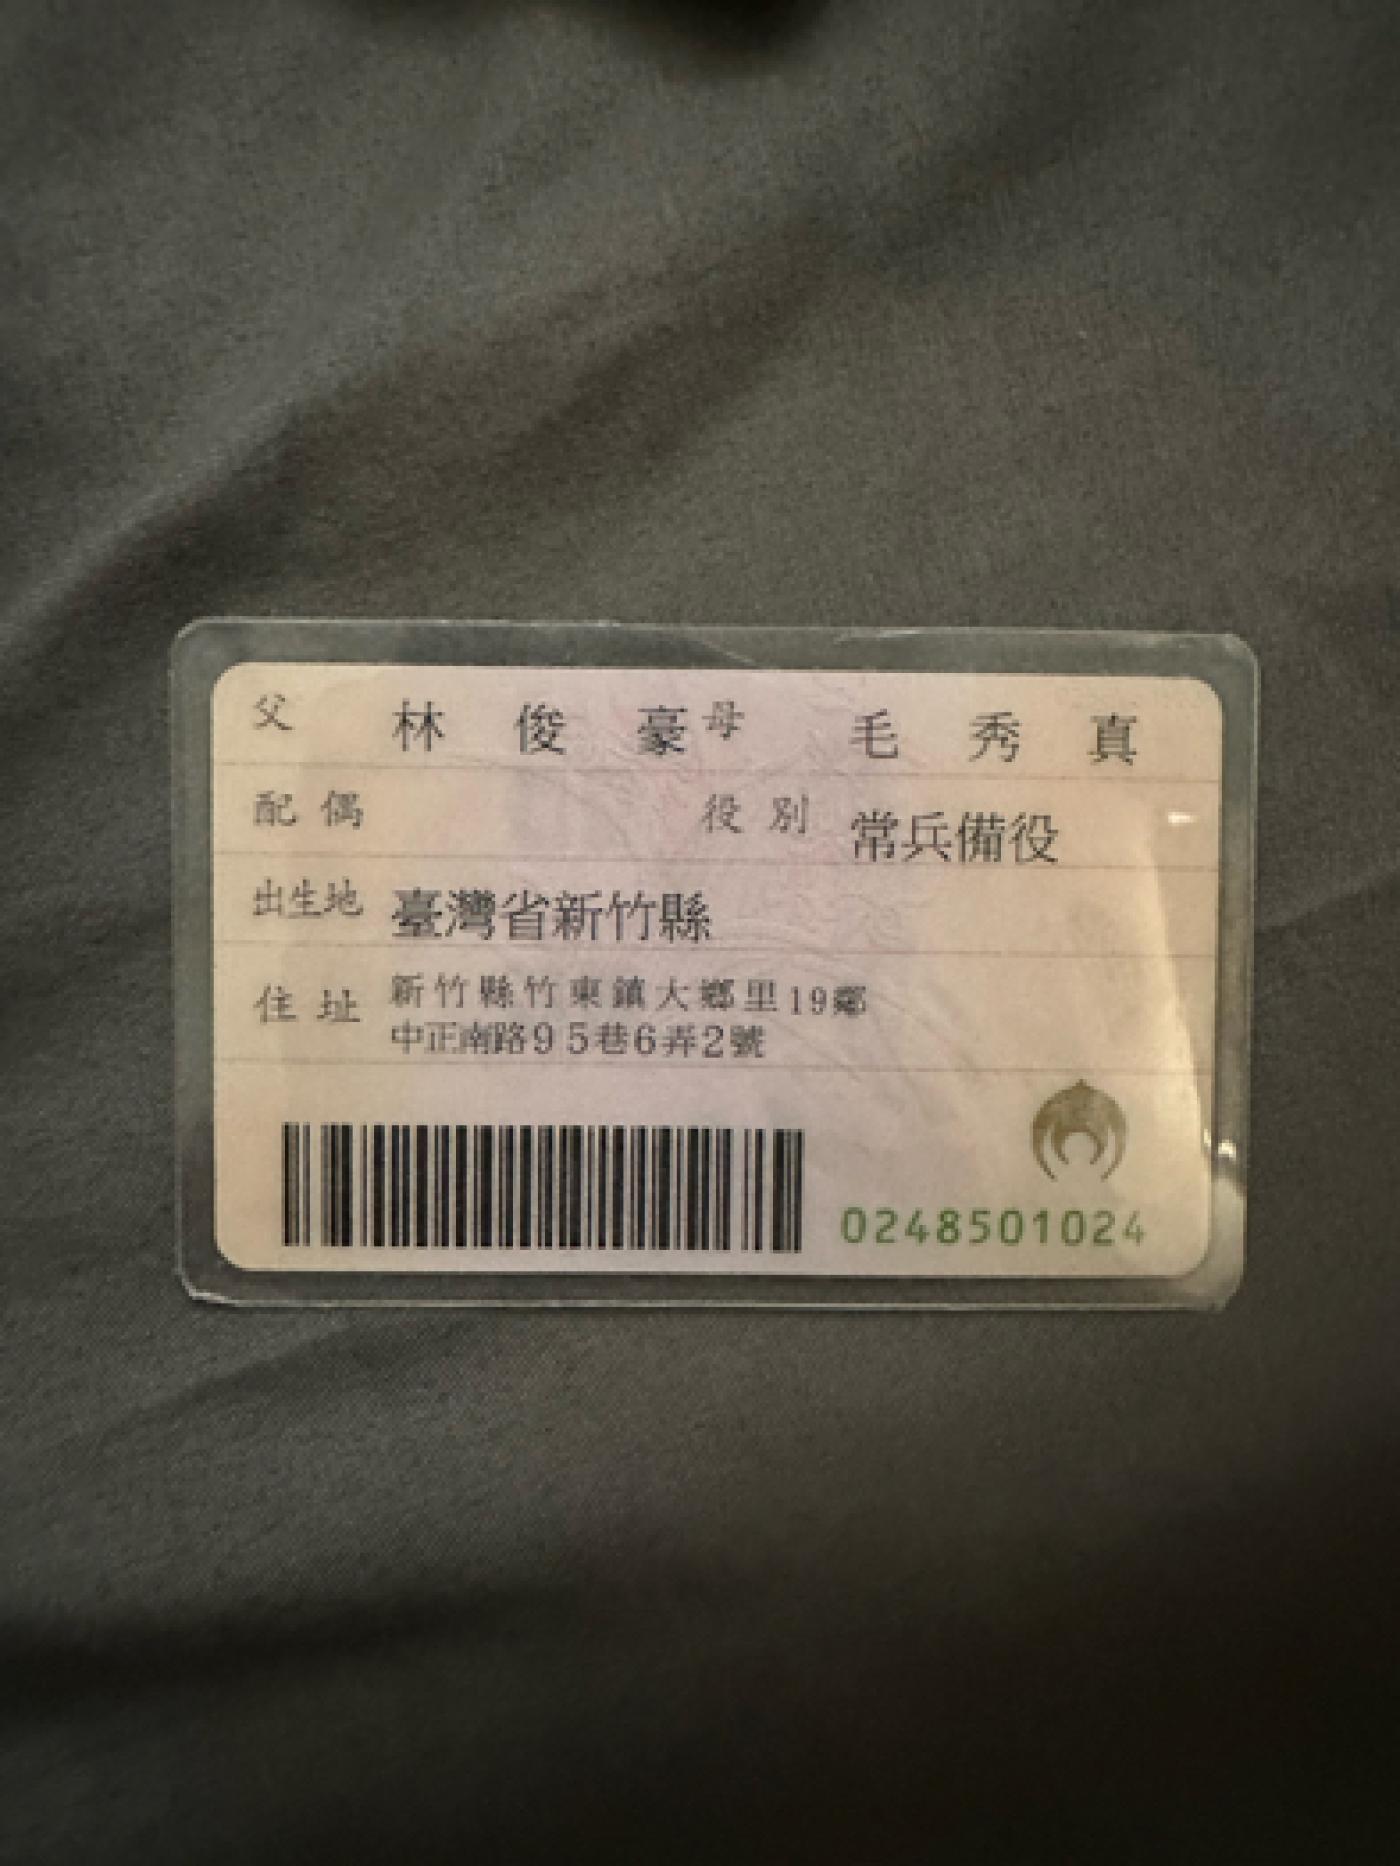 父 林俊豪 母 毛秀真
配偶 役別 常兵備役
出生地 臺灣省新竹縣
住址 新竹縣竹東鎮大鄉里19鄰
中正南路95巷6弄2號
0248501024